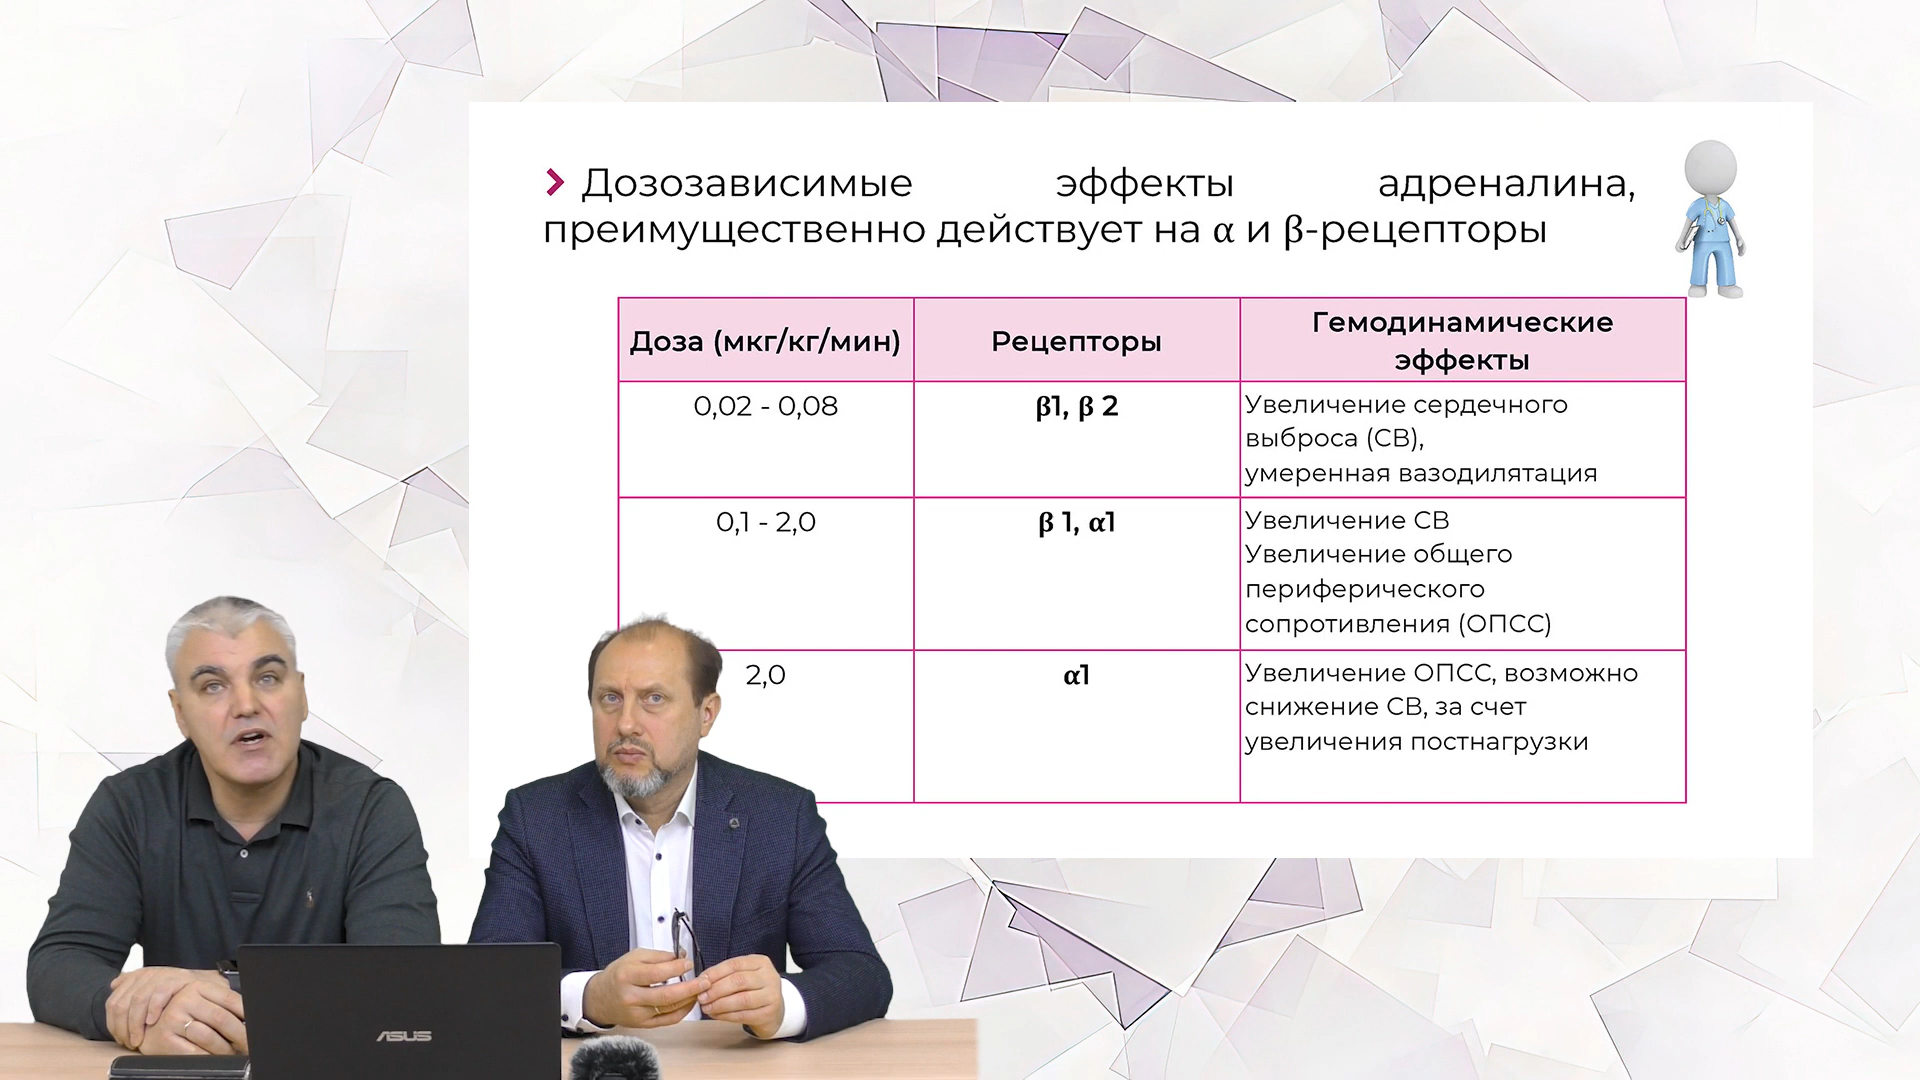 Дозозависимые эффекты адреналина,
преимущественно действует на α и β-рецепторы
Доза (мкг/кг/мин)
Рецепторы
Гемодинамические
эффекты
0,02 - 0,08
β1, β 2
Увеличение сердечного
выброса (СВ),
умеренная вазодилятация
0,1 - 2,0
β 1, α1
Увеличение СВ
Увеличение общего
периферического
сопротивления (ОПСС)
2,0
α1
Увеличение ОПСС, возможно
снижение СВ, за счет
увеличения постнагрузки
ASUS